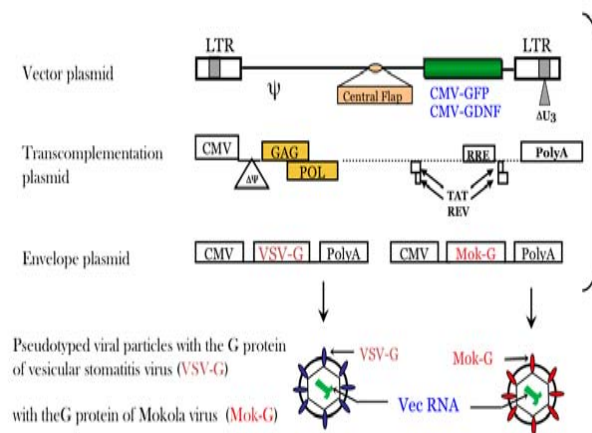 LTR
LTR
Vector plasmid
Ψ
Central Flap
CMV-GFP
CMV-GDNF
ΔU3
Transcomplementation
plasmid
CMV
ΔΨ
GAG
POL
RRE
PolyA
TAT
REV
Envelope plasmid
CMV
VSV-G
PolyA
CMV
Mok-G
PolyA
Pseudotyped viral particles with the G protein
of vesicular stomatitis virus (VSV-G)
with theG protein of Mokola virus (Mok-G)
VSV-G
Mok-G
Vec RNA